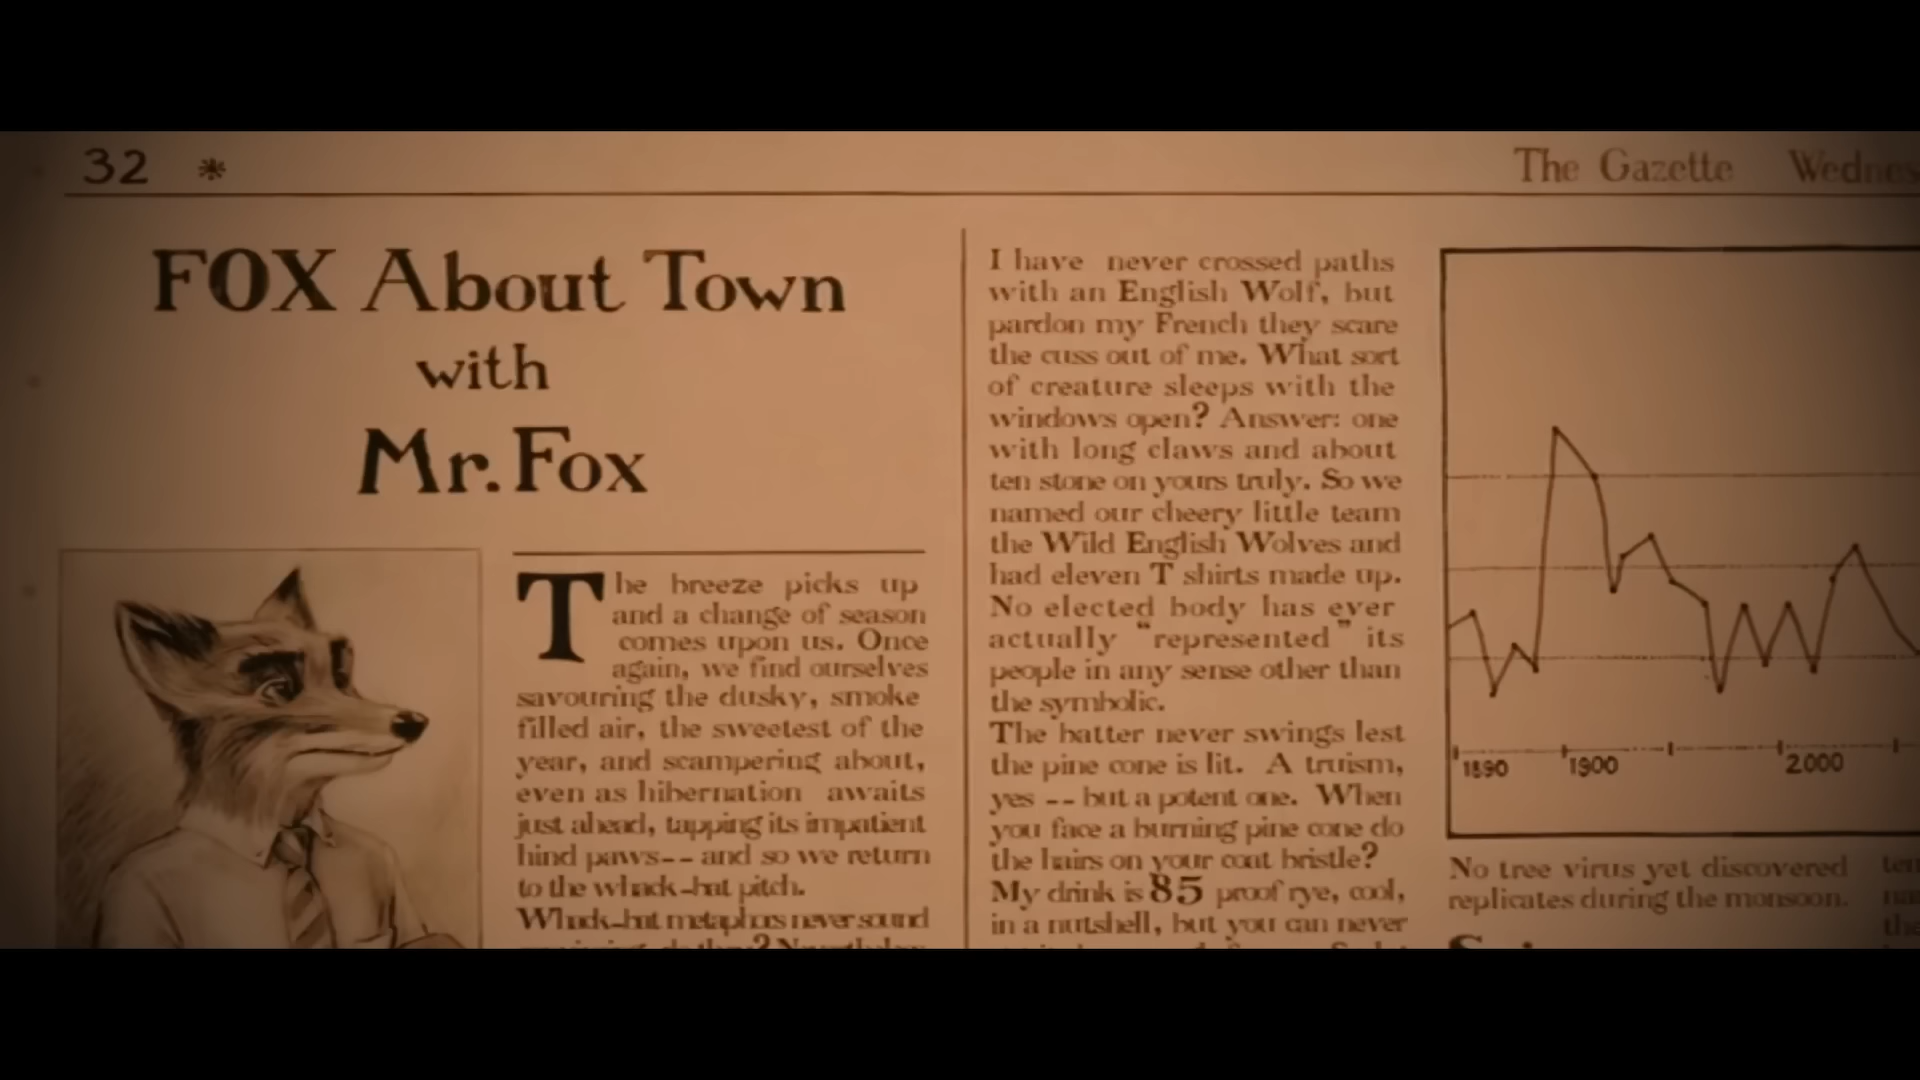 32 *
The Gazette Wednes
FOX About Town
with
Mr. Fox
The breeze picks up
and a change of season
comes upon us. Once
again, we find ourselves
savouring the dusky, smoke
filled air, the sweetest of the
year, and scampering about,
even as hibernation awaits
just ahead, tapping its impatient
hind paws-- and so we return
to the whack-bat pitch.
Whack-bat metaphors never sound
I have never crossed paths
with an English Wolf, but
pardon my French they scare
the cuss out of me. What sort
of creature sleeps with the
windows open? Answer: one
with long claws and about
ten stone on yours truly. So we
named our cheery little team
the Wild English Wolves and
had eleven T shirts made up.
No elected body has ever
actually "represented" its
people in any sense other than
the symbolic.
The batter never swings lest
the pine cone is lit. A truism,
yes -- but a potent one. When
you face a burning pine cone do
the hairs on your coat bristle?
My drink is 85 proof rye, cool,
in a nutshell, but you can never
1890 1900 2000
No tree virus yet discovered
replicates during the monsoon.